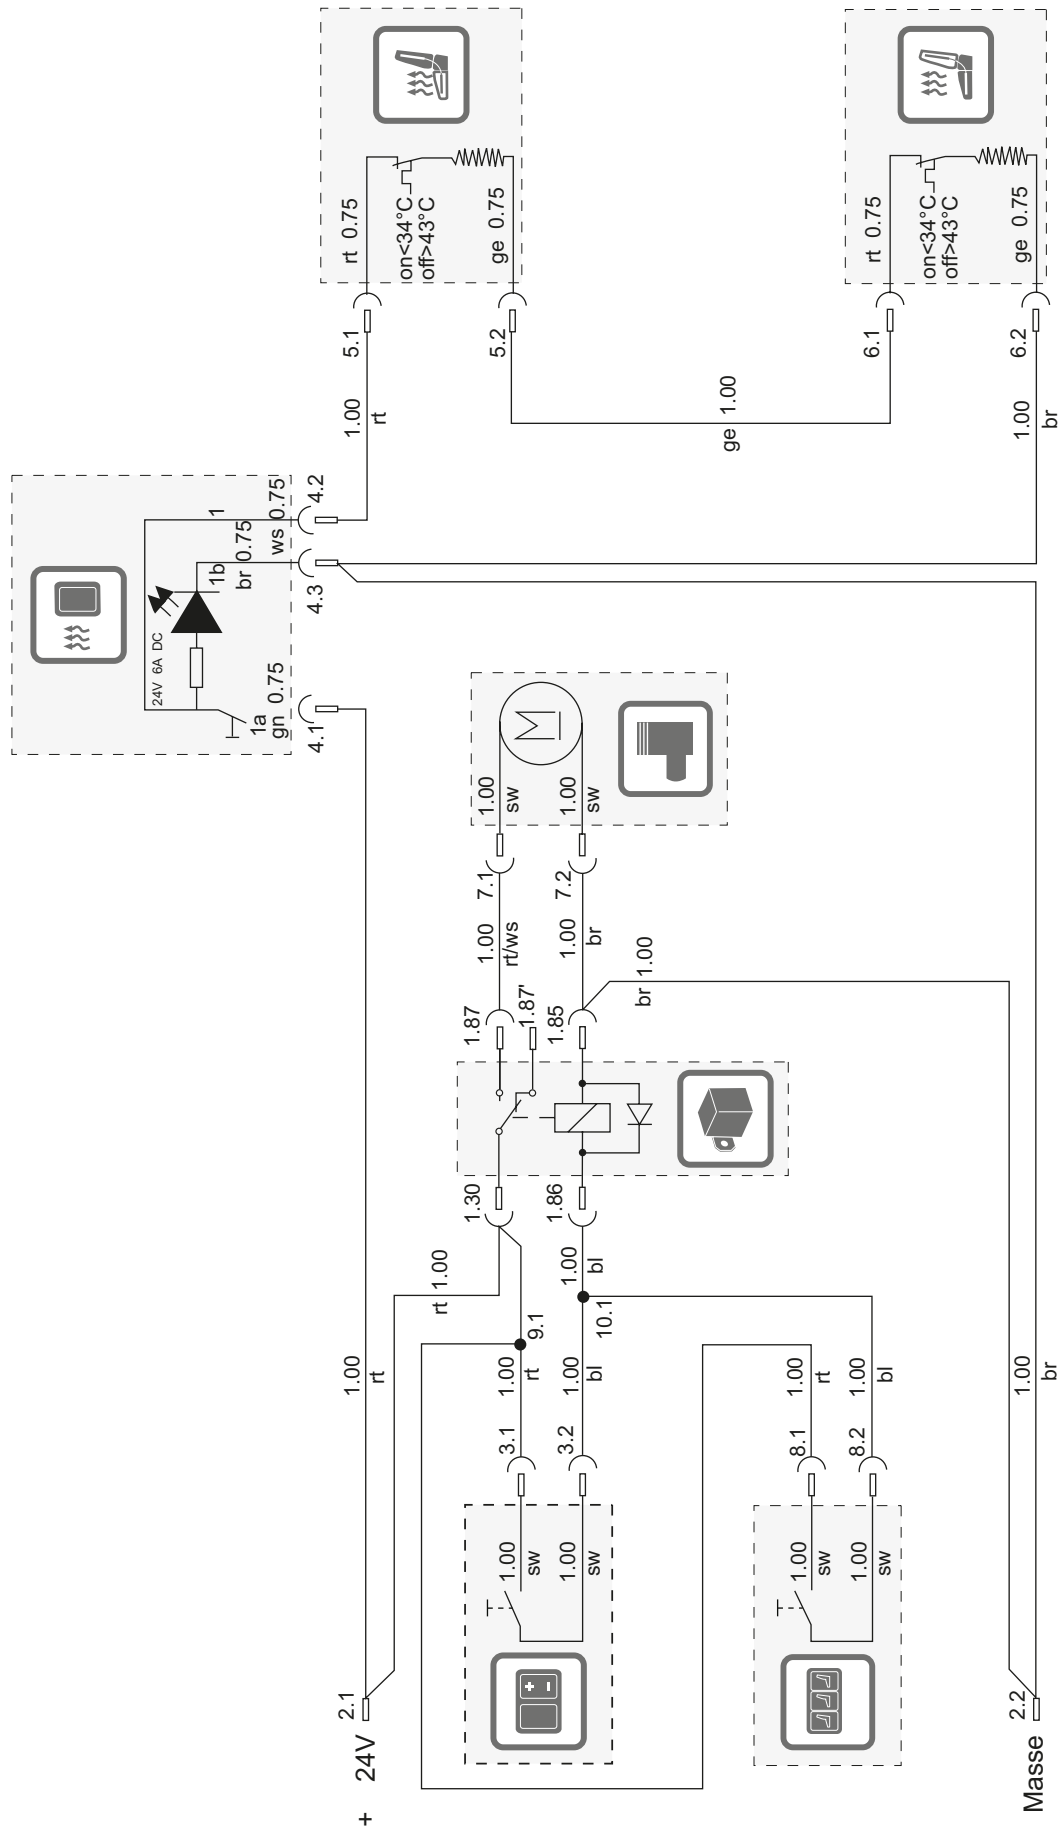 + 24V
2.1
1.00
rt
rt 1.00
4.1
gn 0.75
1a
24V 6A DC
4.3
br 0.75
1b
4.2
ws 0.75
1
1.00
rt
5.1
rt 0.75
on<34°C
off>43°C
ge 0.75
5.2
ge 1.00
6.1
rt 0.75
on<34°C
off>43°C
ge 0.75
6.2
1.00
br
+
-
1.00
sw
3.1
1.00
rt
9.1
1.30
1.87
1.87'
1.00
rt/ws
7.1
1.00
sw
M
1.00
sw
3.2
1.00
bl
10.1
1.00
bl
1.86
1.85
1.00
br
7.2
1.00
sw
br 1.00
1.00
sw
8.1
1.00
rt
1.00
sw
8.2
1.00
bl
Masse
2.2
1.00
br